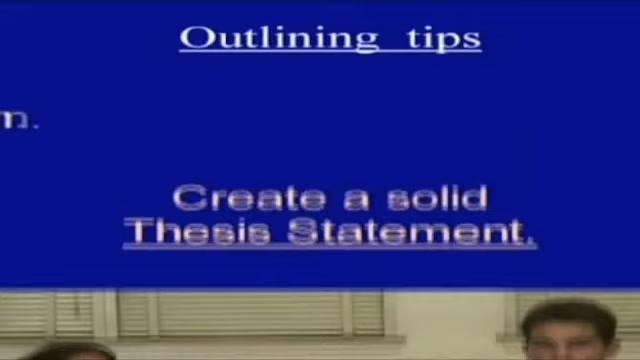 Outlining tips
n.
Create a solid
Thesis Statement.